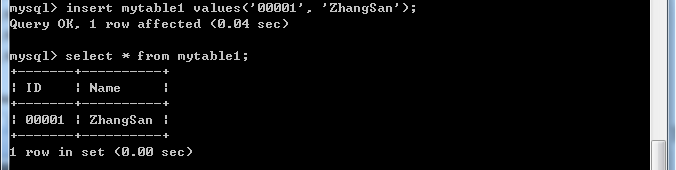 mysql> insert mytable1 values('00001', 'ZhangSan');
Query OK, 1 row affected (0.04 sec)
mysql> select * from mytable1;
+-------+----------+
¦ ID    ¦ Name     ¦
+-------+----------+
¦ 00001 ¦ ZhangSan ¦
+-------+----------+
1 row in set (0.00 sec)